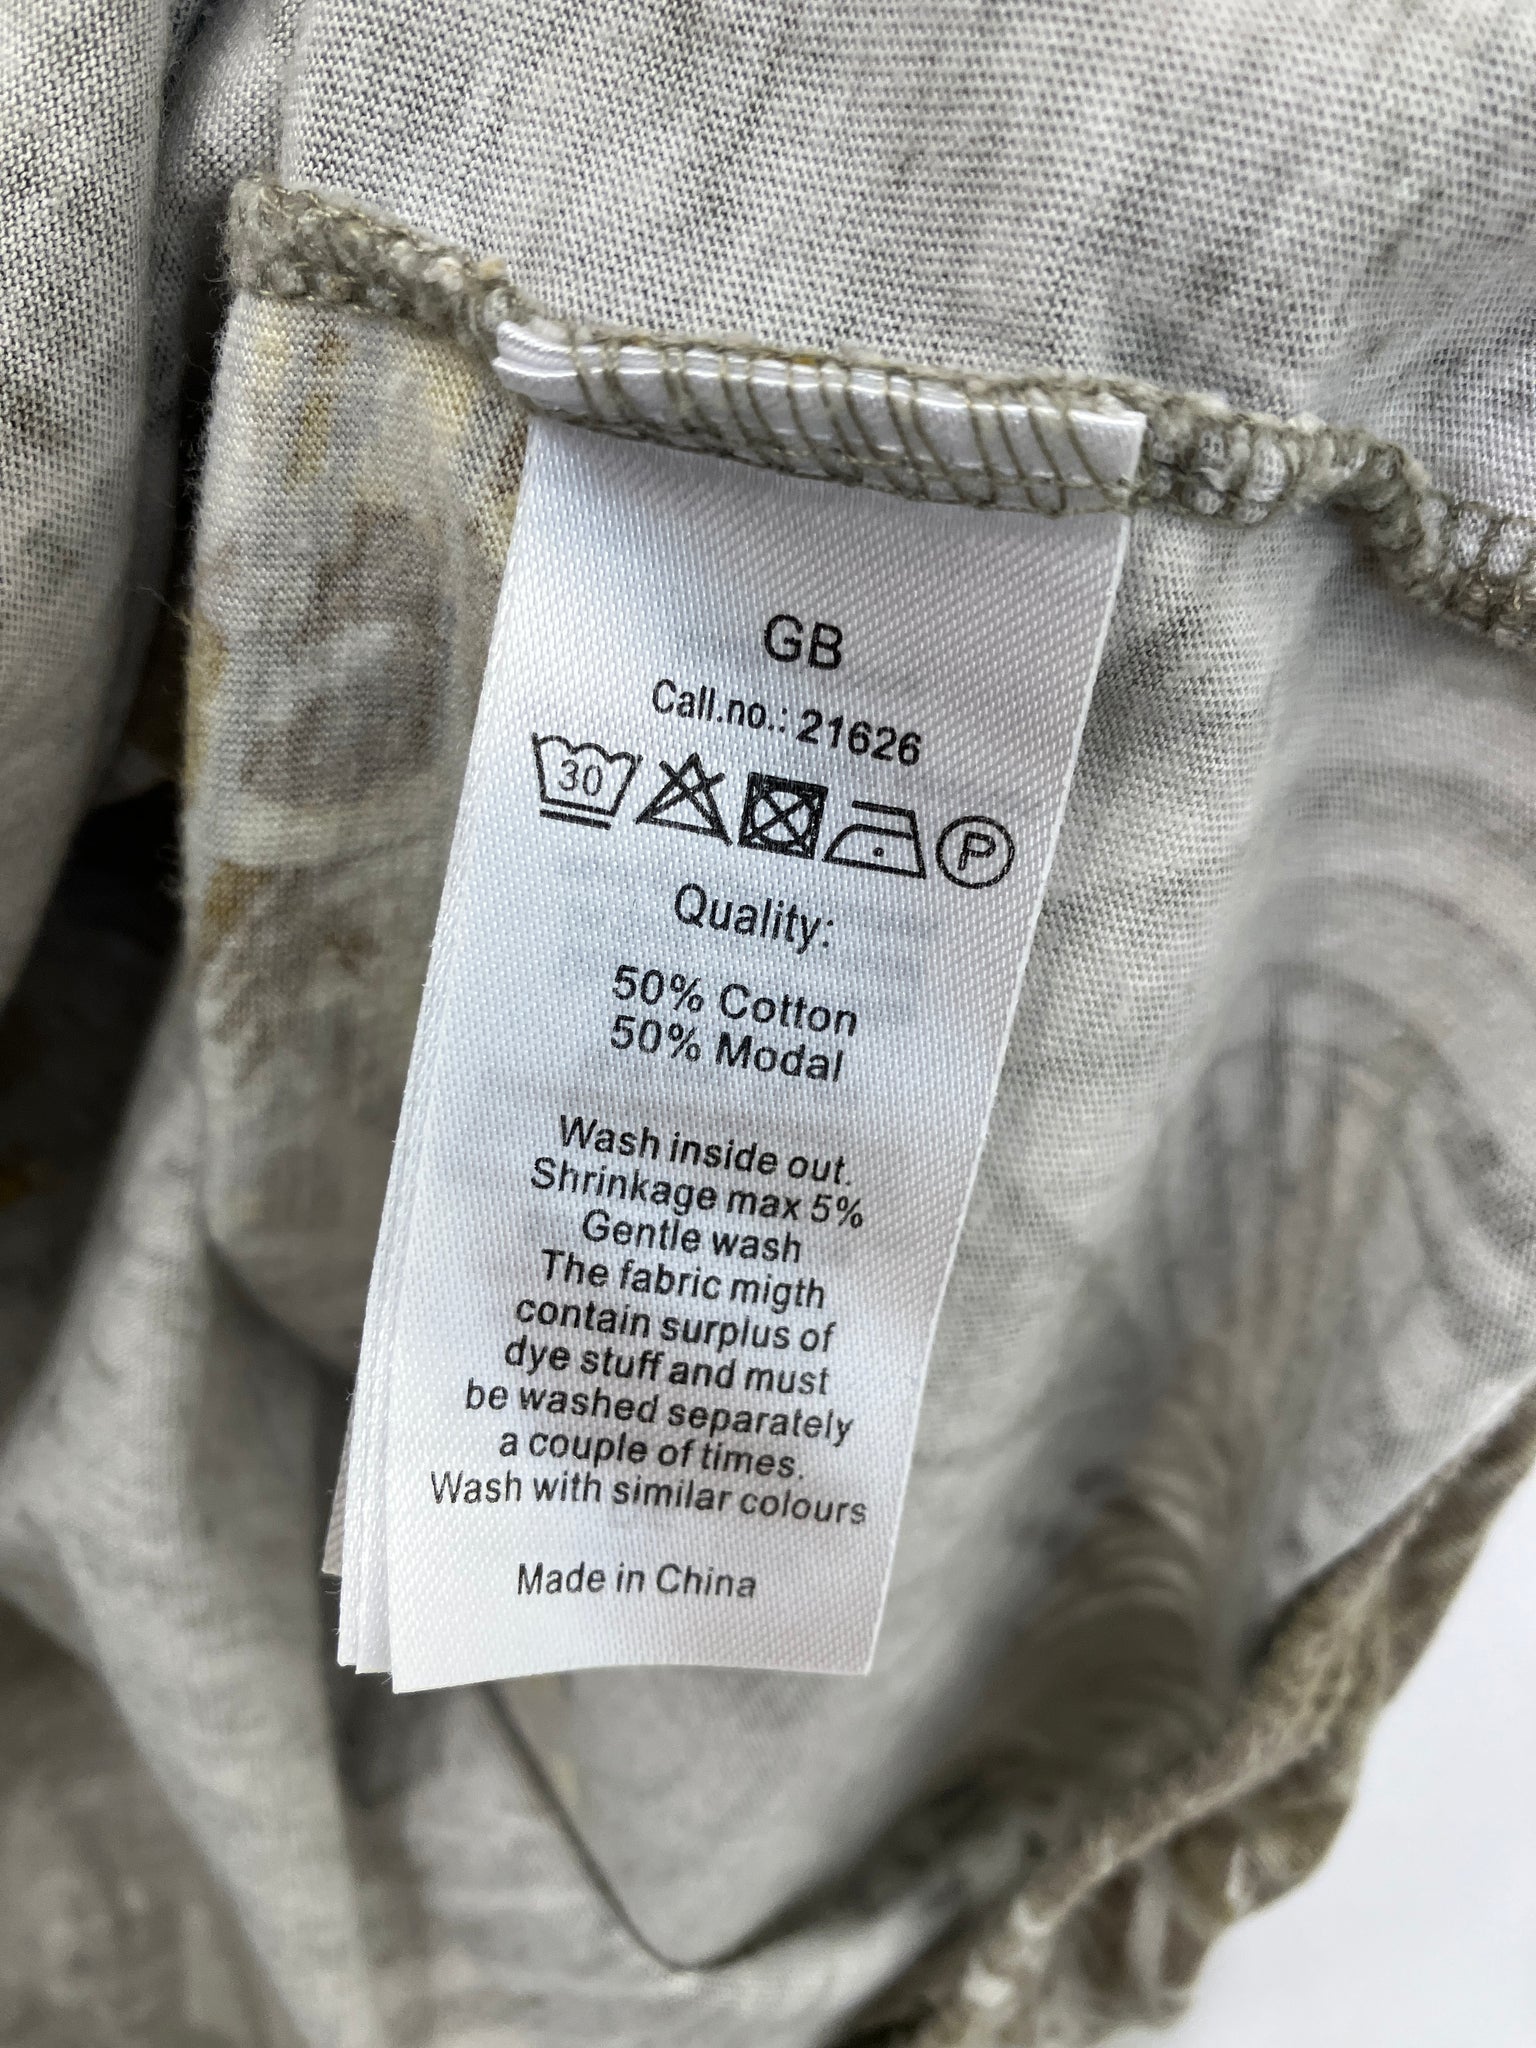 GB
Call.no.: 21626
30 P
Quality:
50% Cotton
50% Modal
Wash inside out.
Shrinkage max 5%
Gentle wash
The fabric migth
contain surplus of
dye stuff and must
be washed separately
a couple of times.
Wash with similar colours
Made in China